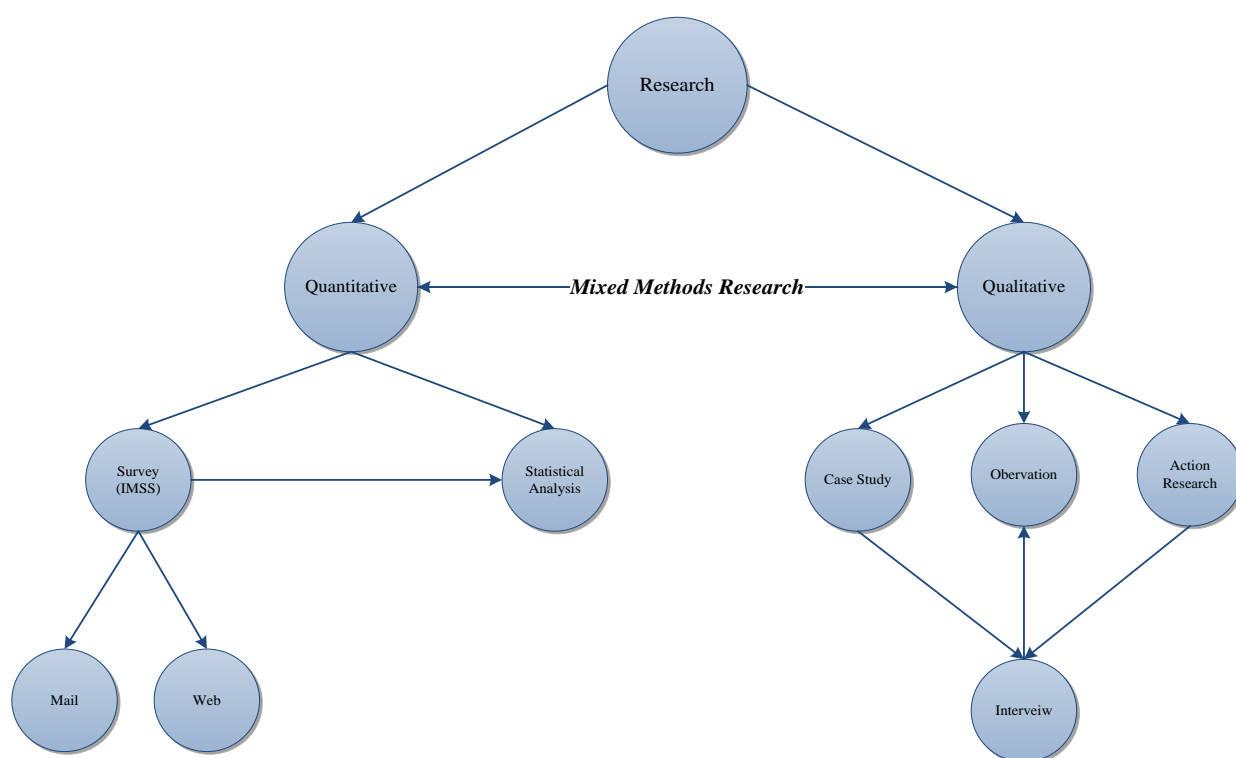 Research
Quantitative
Mixed Methods Research
Qualitative
Survey
(IMSS)
Statistical
Analysis
Case Study
Obervation
Action
Research
Mail
Web
Interveiw